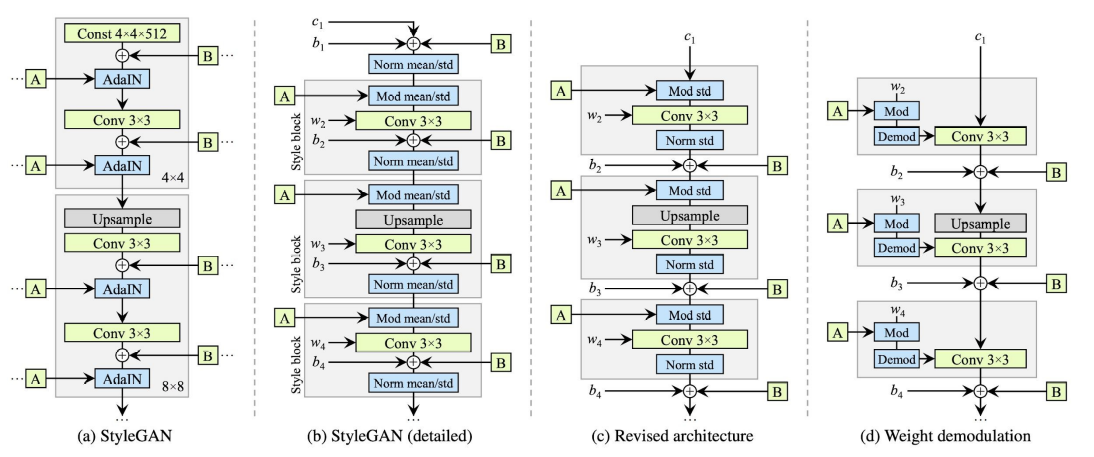 Const 4×4×512
B ...
... A
AdaIN
Conv 3×3
B ...
... A
AdaIN
4×4
Upsample
Conv 3×3
B ...
... A
AdaIN
Conv 3×3
B ...
... A
AdaIN
8×8
...
(a) StyleGAN
c1
b1
B
Norm mean/std
A
Mod mean/std
w2
Conv 3×3
b2
B
Norm mean/std
Style block
A
Mod mean/std
Upsample
w3
Conv 3×3
b3
B
Norm mean/std
Style block
A
Mod mean/std
w4
Conv 3×3
b4
B
Norm mean/std
Style block
...
(b) StyleGAN (detailed)
c1
A
Mod std
w2
Conv 3×3
Norm std
b2
B
A
Mod std
Upsample
w3
Conv 3×3
Norm std
b3
B
A
Mod std
w4
Conv 3×3
Norm std
b4
B
...
(c) Revised architecture
c1
w2
A
Mod
Demod
Conv 3×3
b2
B
w3
A
Mod
Upsample
Demod
Conv 3×3
b3
B
w4
A
Mod
Demod
Conv 3×3
b4
B
...
(d) Weight demodulation